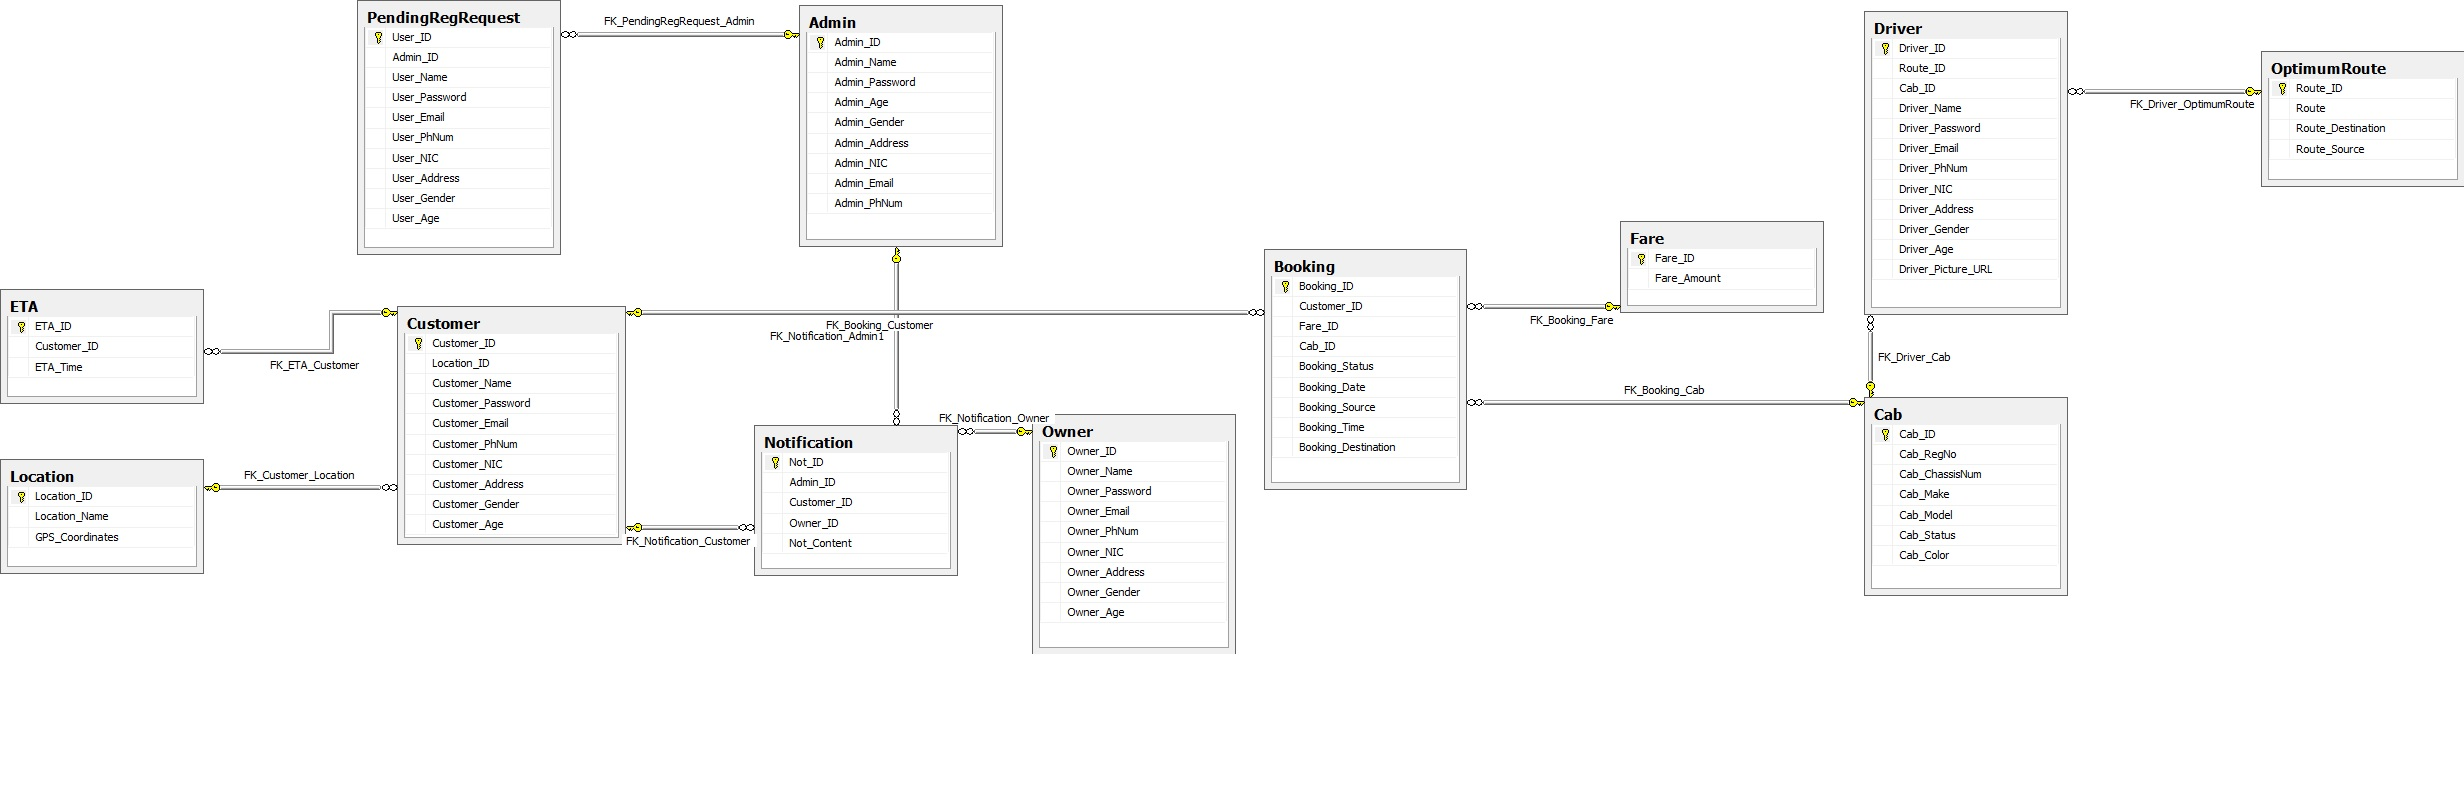 PendingRegRequest
User_ID
Admin_ID
User_Name
User_Password
User_Email
User_PhNum
User_NIC
User_Address
User_Gender
User_Age
FK_PendingRegRequest_Admin
Admin
Admin_ID
Admin_Name
Admin_Password
Admin_Age
Admin_Gender
Admin_Address
Admin_NIC
Admin_Email
Admin_PhNum
Driver
Driver_ID
Route_ID
Cab_ID
Driver_Name
Driver_Password
Driver_Email
Driver_PhNum
Driver_NIC
Driver_Address
Driver_Gender
Driver_Age
Driver_Picture_URL
FK_Driver_OptimumRoute
OptimumRoute
Route_ID
Route
Route_Destination
Route_Source
ETA
ETA_ID
Customer_ID
ETA_Time
FK_ETA_Customer
Customer
Customer_ID
Location_ID
Customer_Name
Customer_Password
Customer_Email
Customer_PhNum
Customer_NIC
Customer_Address
Customer_Gender
Customer_Age
FK_Booking_Customer
FK_Notification_Admin1
Booking
Booking_ID
Customer_ID
Fare_ID
Cab_ID
Booking_Status
Booking_Date
Booking_Source
Booking_Time
Booking_Destination
Fare
Fare_ID
Fare_Amount
FK_Booking_Fare
FK_Driver_Cab
FK_Booking_Cab
Location
Location_ID
Location_Name
GPS_Coordinates
FK_Customer_Location
FK_Notification_Customer
Notification
Not_ID
Admin_ID
Customer_ID
Owner_ID
Not_Content
FK_Notification_Owner
Owner
Owner_ID
Owner_Name
Owner_Password
Owner_Email
Owner_PhNum
Owner_NIC
Owner_Address
Owner_Gender
Owner_Age
Cab
Cab_ID
Cab_RegNo
Cab_ChassisNum
Cab_Make
Cab_Model
Cab_Status
Cab_Color